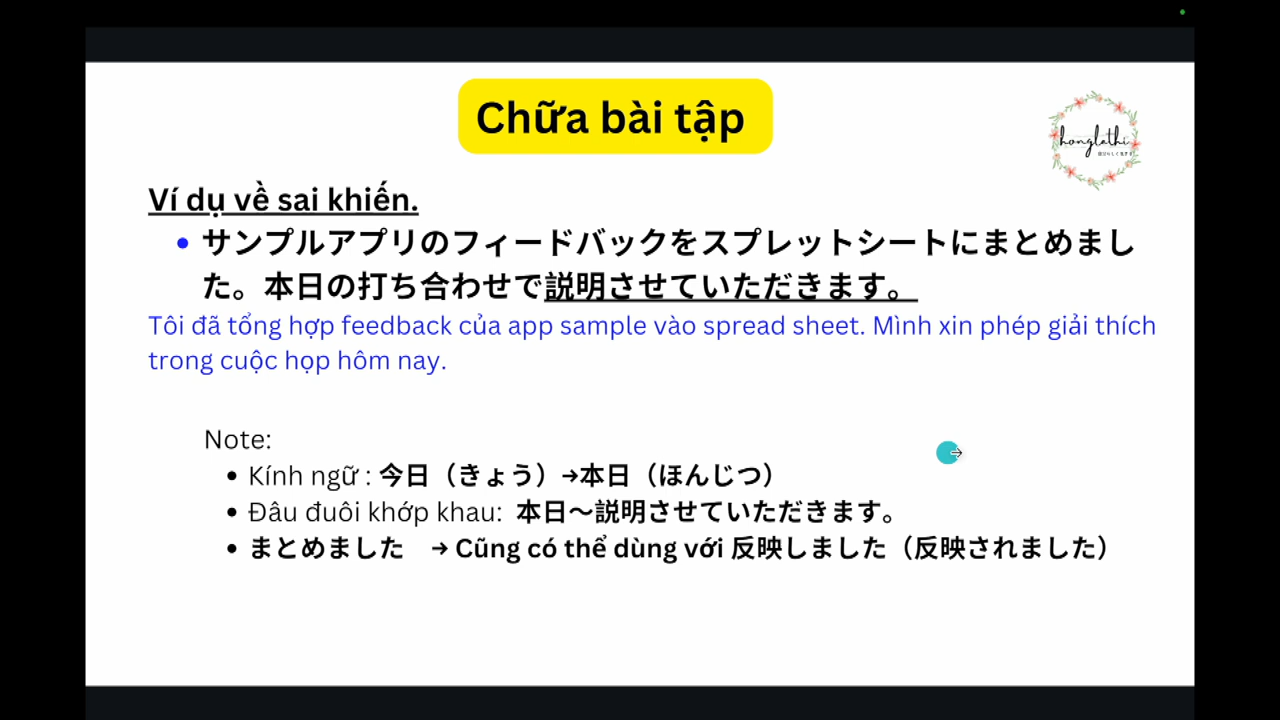 Chữa bài tập
honglathi
Ví dụ về sai khiến.
• サンプルアプリのフィードバックをスプレットシートにまとめまし
た。本日の打ち合わせで説明させていただきます。
Tôi đã tổng hợp feedback của app sample vào spread sheet. Mình xin phép giải thích
trong cuộc họp hôm nay.
Note:
• Kính ngữ : 今日（きょう）→本日（ほんじつ）
• Đâu đuôi khớp khau: 本日〜説明させていただきます。
• まとめました → Cũng có thể dùng với 反映しました（反映されました）